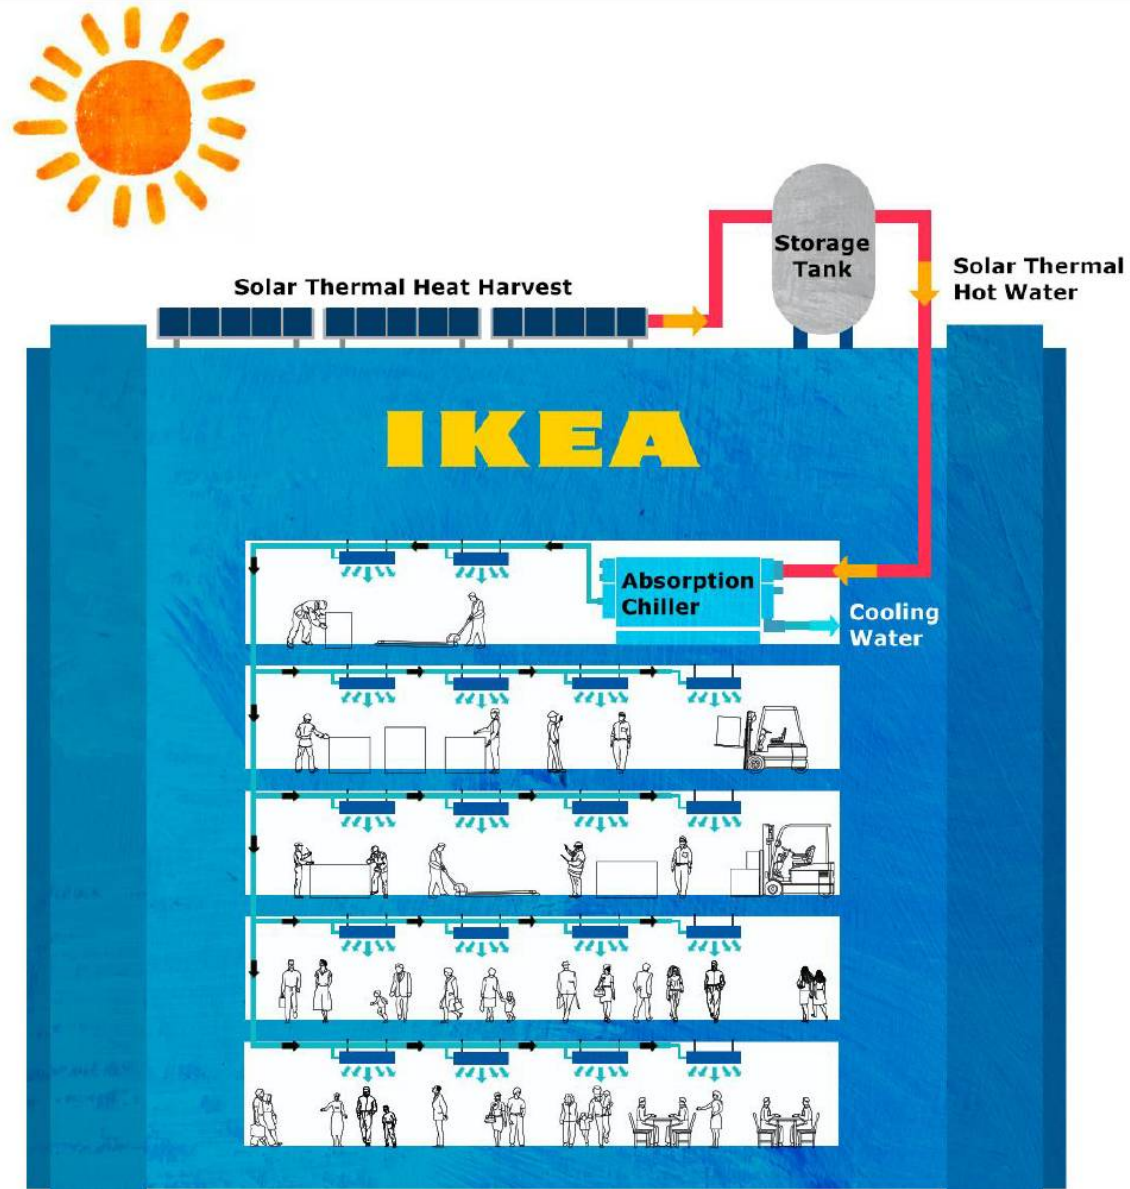 Storage
Tank
Solar Thermal
Hot Water
Solar Thermal Heat Harvest
IKEA
Absorption
Chiller
Cooling
Water